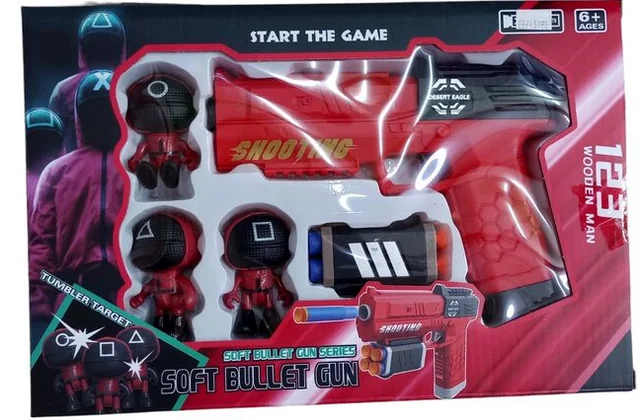 START THE GAME
6+
AGES
DESERT EAGLE
SHOOTING
123
WOODEN MAN
TUMBLER TARGET
SHOOTING
SOFT BULLET GUN SERIES
SOFT BULLET GUN